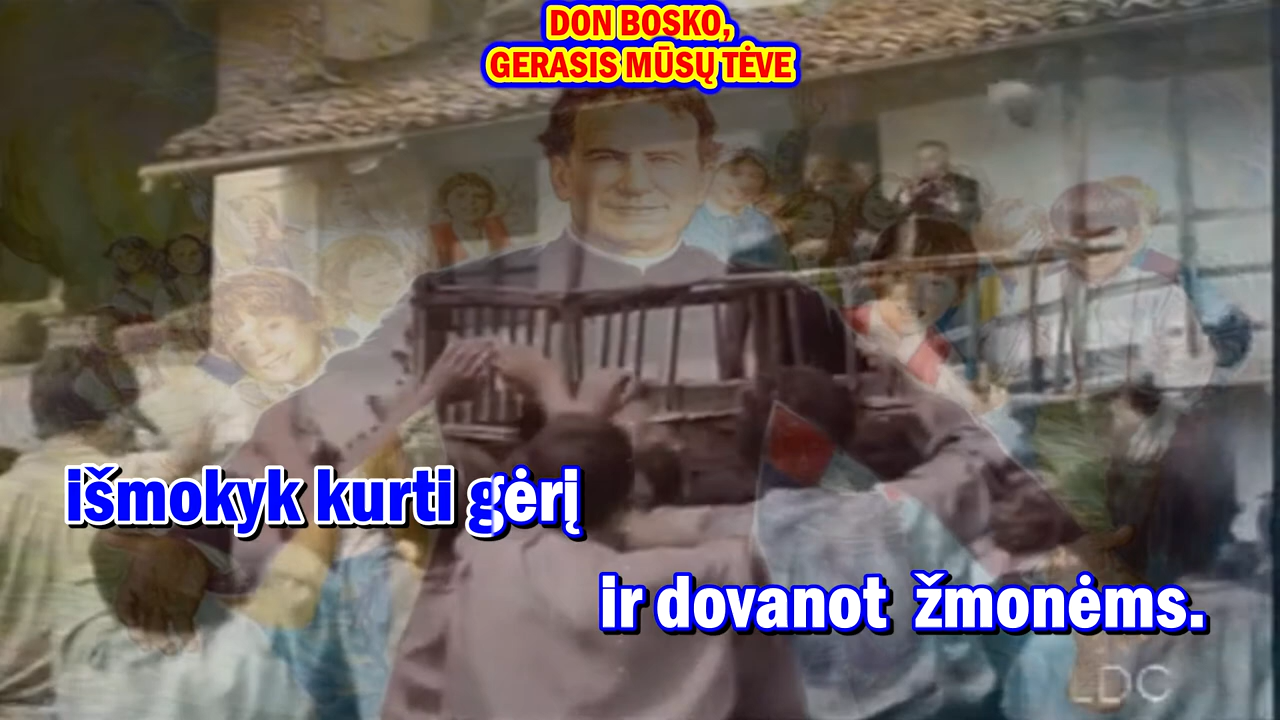 DON BOSKO,
GERASIS MŪSŲ TĖVE
išmokyk kurti gėrį
ir dovanot žmonėms.
LDC